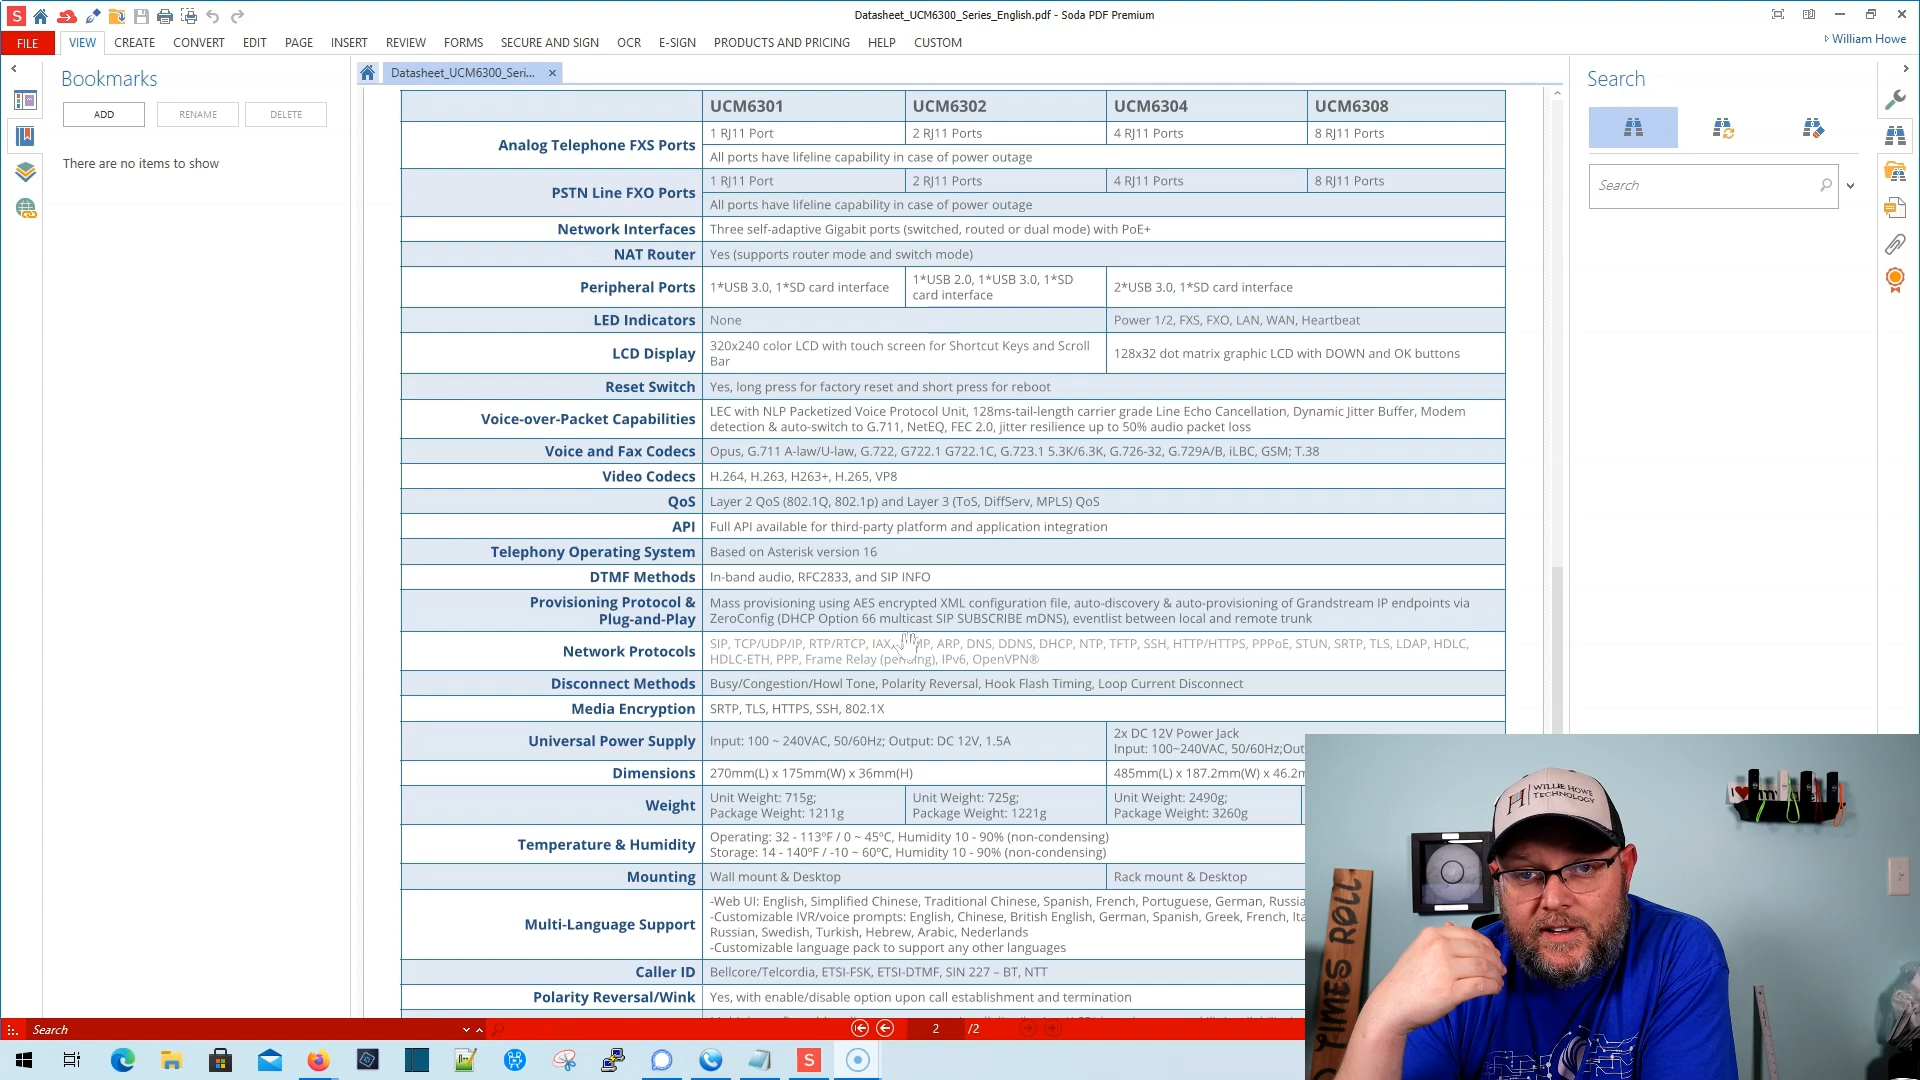 Datasheet_UCM6300_Series_English.pdf - Soda PDF Premium
FILE
VIEW
CREATE
CONVERT
EDIT
PAGE
INSERT
REVIEW
FORMS
SECURE AND SIGN
OCR
E-SIGN
PRODUCTS AND PRICING
HELP
CUSTOM
William Howe
Bookmarks
ADD
RENAME
DELETE
There are no items to show
Datasheet_UCM6300_Seri...
Search
Search
UCM6301 UCM6302 UCM6304 UCM6308
Analog Telephone FXS Ports
1 RJ11 Port 2 RJ11 Ports 4 RJ11 Ports 8 RJ11 Ports
All ports have lifeline capability in case of power outage
PSTN Line FXO Ports
1 RJ11 Port 2 RJ11 Ports 4 RJ11 Ports 8 RJ11 Ports
All ports have lifeline capability in case of power outage
Network Interfaces Three self-adaptive Gigabit ports (switched, routed or dual mode) with PoE+
NAT Router Yes (supports router mode and switch mode)
Peripheral Ports 1*USB 3.0, 1*SD card interface
1*USB 2.0, 1*USB 3.0, 1*SD
card interface
2*USB 3.0, 1*SD card interface
LED Indicators None Power 1/2, FXS, FXO, LAN, WAN, Heartbeat
LCD Display
320x240 color LCD with touch screen for Shortcut Keys and Scroll
Bar
128x32 dot matrix graphic LCD with DOWN and OK buttons
Reset Switch Yes, long press for factory reset and short press for reboot
Voice-over-Packet Capabilities
LEC with NLP Packetized Voice Protocol Unit, 128ms-tail-length carrier grade Line Echo Cancellation, Dynamic Jitter Buffer, Modem
detection & auto-switch to G.711, NetEQ, FEC 2.0, jitter resilience up to 50% audio packet loss
Voice and Fax Codecs Opus, G.711 A-law/U-law, G.722, G722.1 G722.1C, G.723.1 5.3K/6.3K, G.726-32, G.729A/B, iLBC, GSM; T.38
Video Codecs H.264, H.263, H263+, H.265, VP8
QoS Layer 2 QoS (802.1Q, 802.1p) and Layer 3 (ToS, DiffServ, MPLS) QoS
API Full API available for third-party platform and application integration
Telephony Operating System Based on Asterisk version 16
DTMF Methods In-band audio, RFC2833, and SIP INFO
Provisioning Protocol &
Plug-and-Play
Mass provisioning using AES encrypted XML configuration file, auto-discovery & auto-provisioning of Grandstream IP endpoints via
ZeroConfig (DHCP Option 66 multicast SIP SUBSCRIBE mDNS), eventlist between local and remote trunk
Network Protocols
SIP, TCP/UDP/IP, RTP/RTCP, IAX, ARP, DNS, DDNS, DHCP, NTP, TFTP, SSH, HTTP/HTTPS, PPPoE, STUN, SRTP, TLS, LDAP, HDLC,
HDLC-ETH, PPP, Frame Relay (pending), IPv6, OpenVPN®
Disconnect Methods Busy/Congestion/Howl Tone, Polarity Reversal, Hook Flash Timing, Loop Current Disconnect
Media Encryption SRTP, TLS, HTTPS, SSH, 802.1X
Universal Power Supply Input: 100 ~ 240VAC, 50/60Hz; Output: DC 12V, 1.5A
2x DC 12V Power Jack
Input: 100~240VAC, 50/60Hz;Out
Dimensions 270mm(L) x 175mm(W) x 36mm(H) 485mm(L) x 187.2mm(W) x 46.2m
Weight
Unit Weight: 715g;
Package Weight: 1211g
Unit Weight: 725g;
Package Weight: 1221g
Unit Weight: 2490g;
Package Weight: 3260g
Temperature & Humidity
Operating: 32 - 113ºF / 0 ~ 45ºC, Humidity 10 - 90% (non-condensing)
Storage: 14 - 140ºF / -10 ~ 60ºC, Humidity 10 - 90% (non-condensing)
Mounting Wall mount & Desktop Rack mount & Desktop
Multi-Language Support
-Web UI: English, Simplified Chinese, Traditional Chinese, Spanish, French, Portuguese, German, Russia
-Customizable IVR/voice prompts: English, Chinese, British English, German, Spanish, Greek, French, Ita
Russian, Swedish, Turkish, Hebrew, Arabic, Nederlands
-Customizable language pack to support any other languages
Caller ID Bellcore/Telcordia, ETSI-FSK, ETSI-DTMF, SIN 227 – BT, NTT
Polarity Reversal/Wink Yes, with enable/disable option upon call establishment and termination
Search
2 /2
WILLIE HOWE
TECHNOLOGY
TIMES ROLL